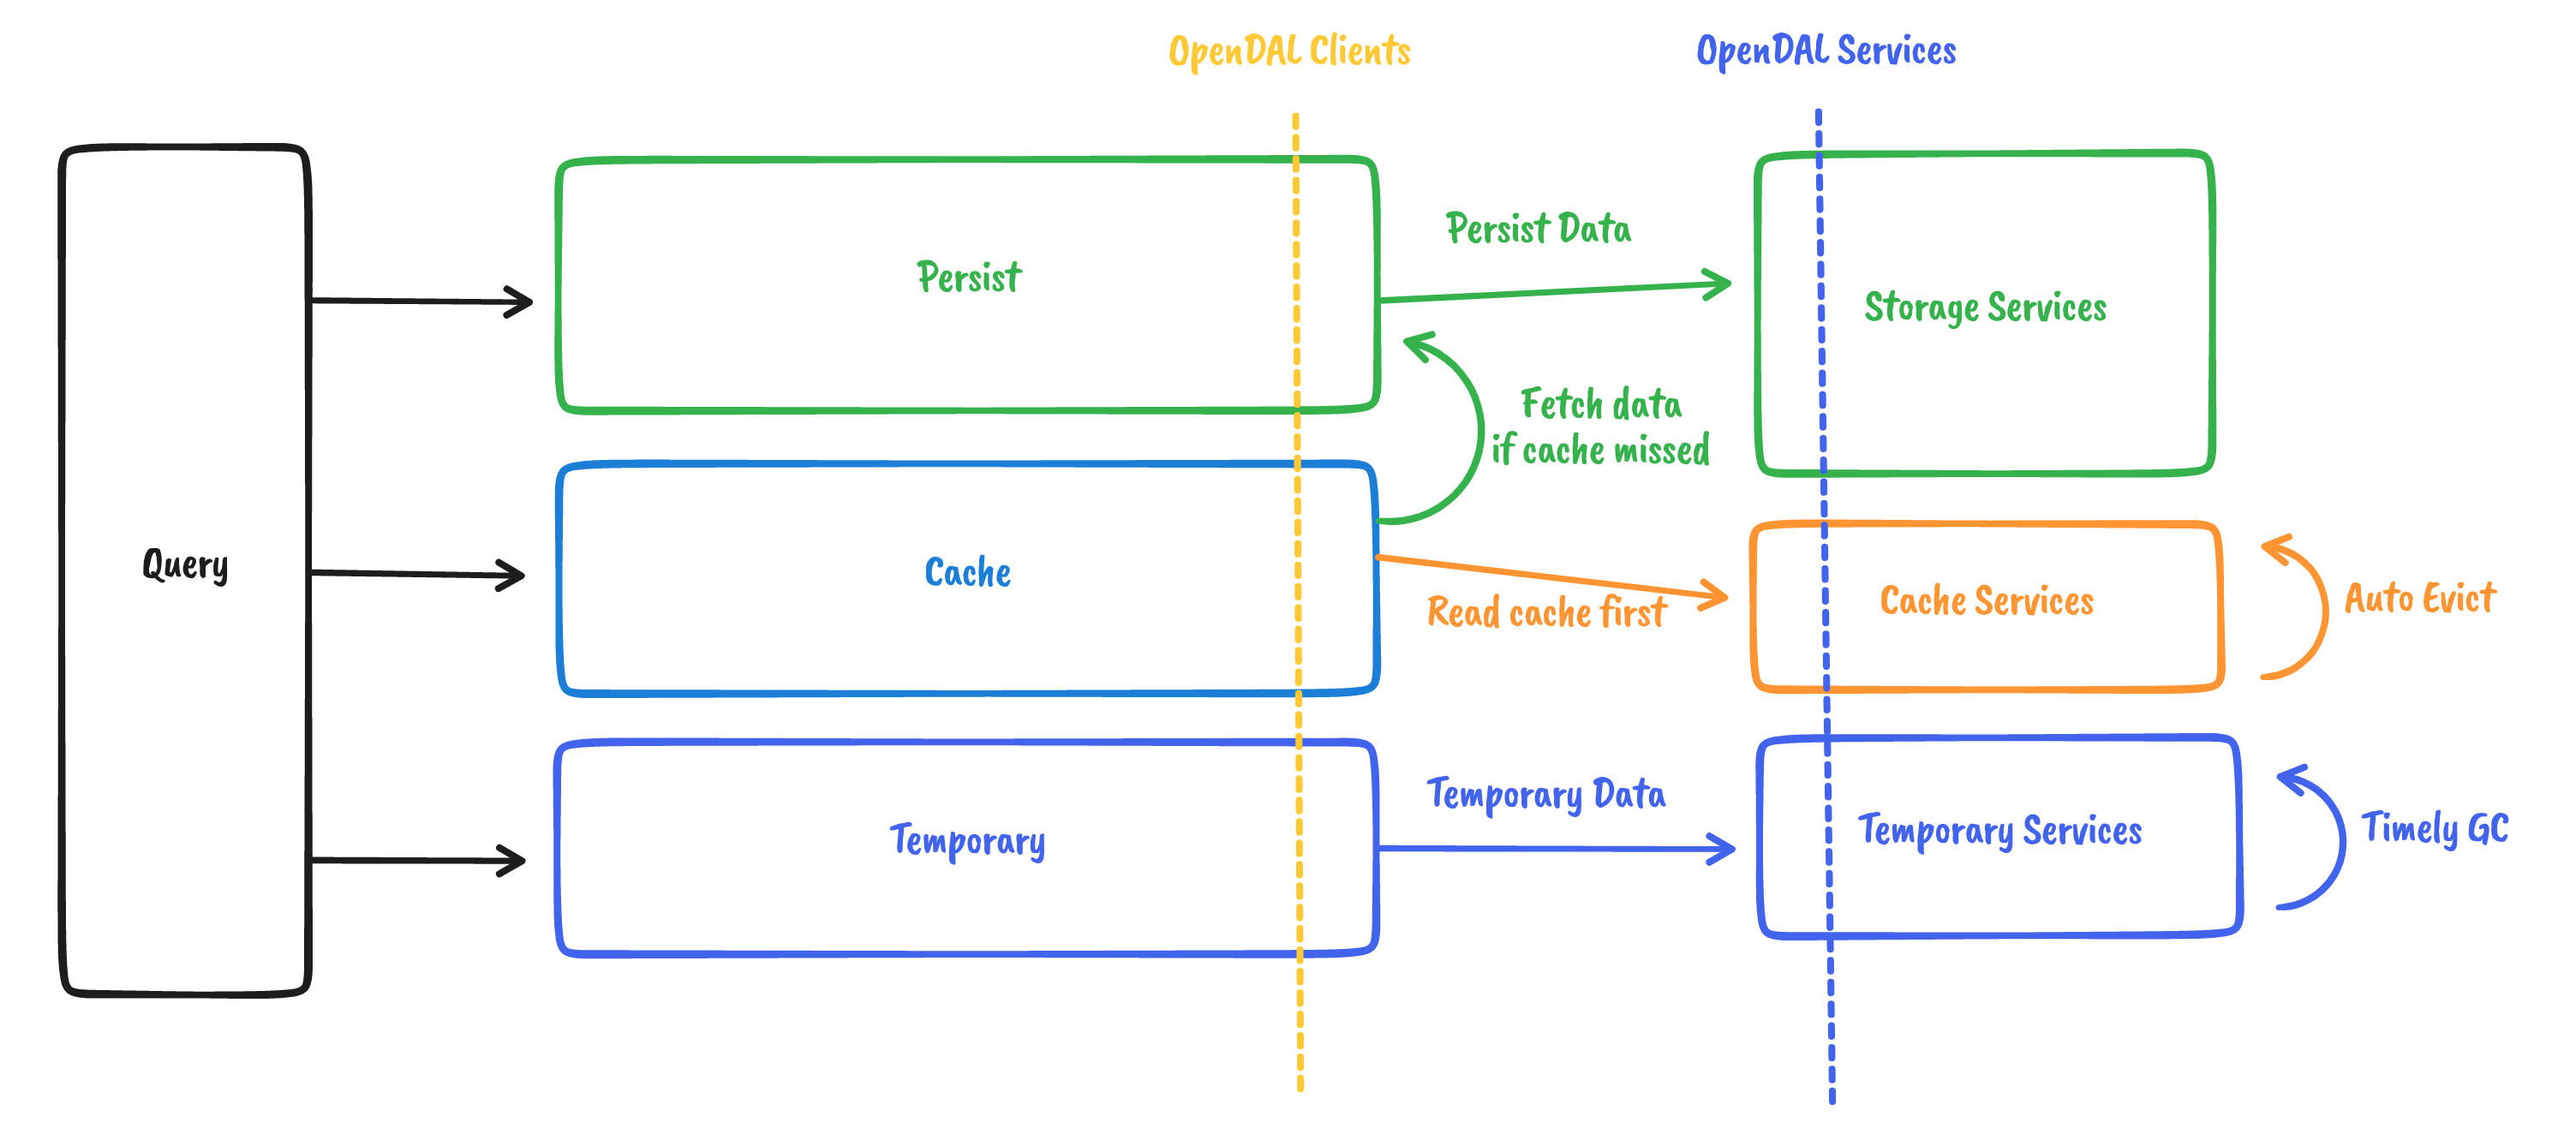 OpenDAL Clients
OpenDAL Services
Query
Persist
Persist Data
Storage Services
Fetch data
if cache missed
Cache
Read cache first
Cache Services
Auto Evict
Temporary
Temporary Data
Temporary Services
Timely GC